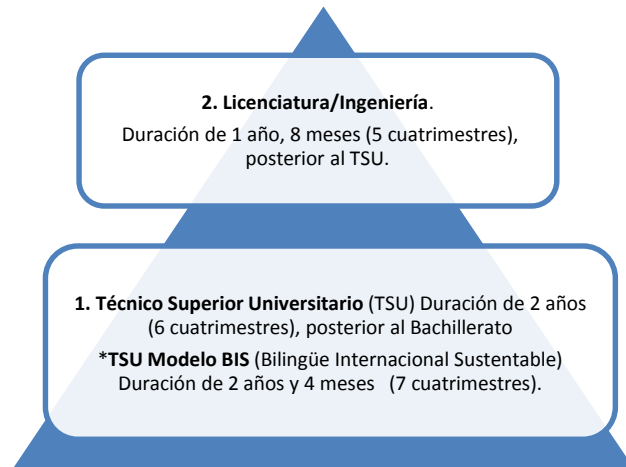 2. Licenciatura/Ingeniería.
Duración de 1 año, 8 meses (5 cuatrimestres),
posterior al TSU.
1. Técnico Superior Universitario (TSU) Duración de 2 años
(6 cuatrimestres), posterior al Bachillerato
*TSU Modelo BIS (Bilingüe Internacional Sustentable)
Duración de 2 años y 4 meses (7 cuatrimestres).